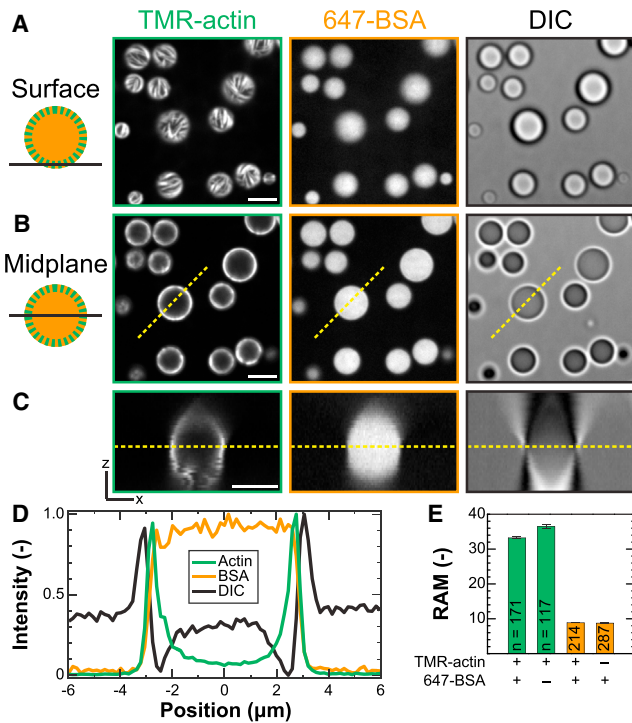 TMR-actin 647-BSA DIC
A
Surface
B
Midplane
C
z
x
D
E
1.0
0.5
0.0
Intensity (-)
Actin
BSA
DIC
-6 -4 -2 0 2 4 6
Position (µm)
40
30
20
10
RAM (-)
n = 171
n = 117
214
287
TMR-actin + + + −
647-BSA + − + +